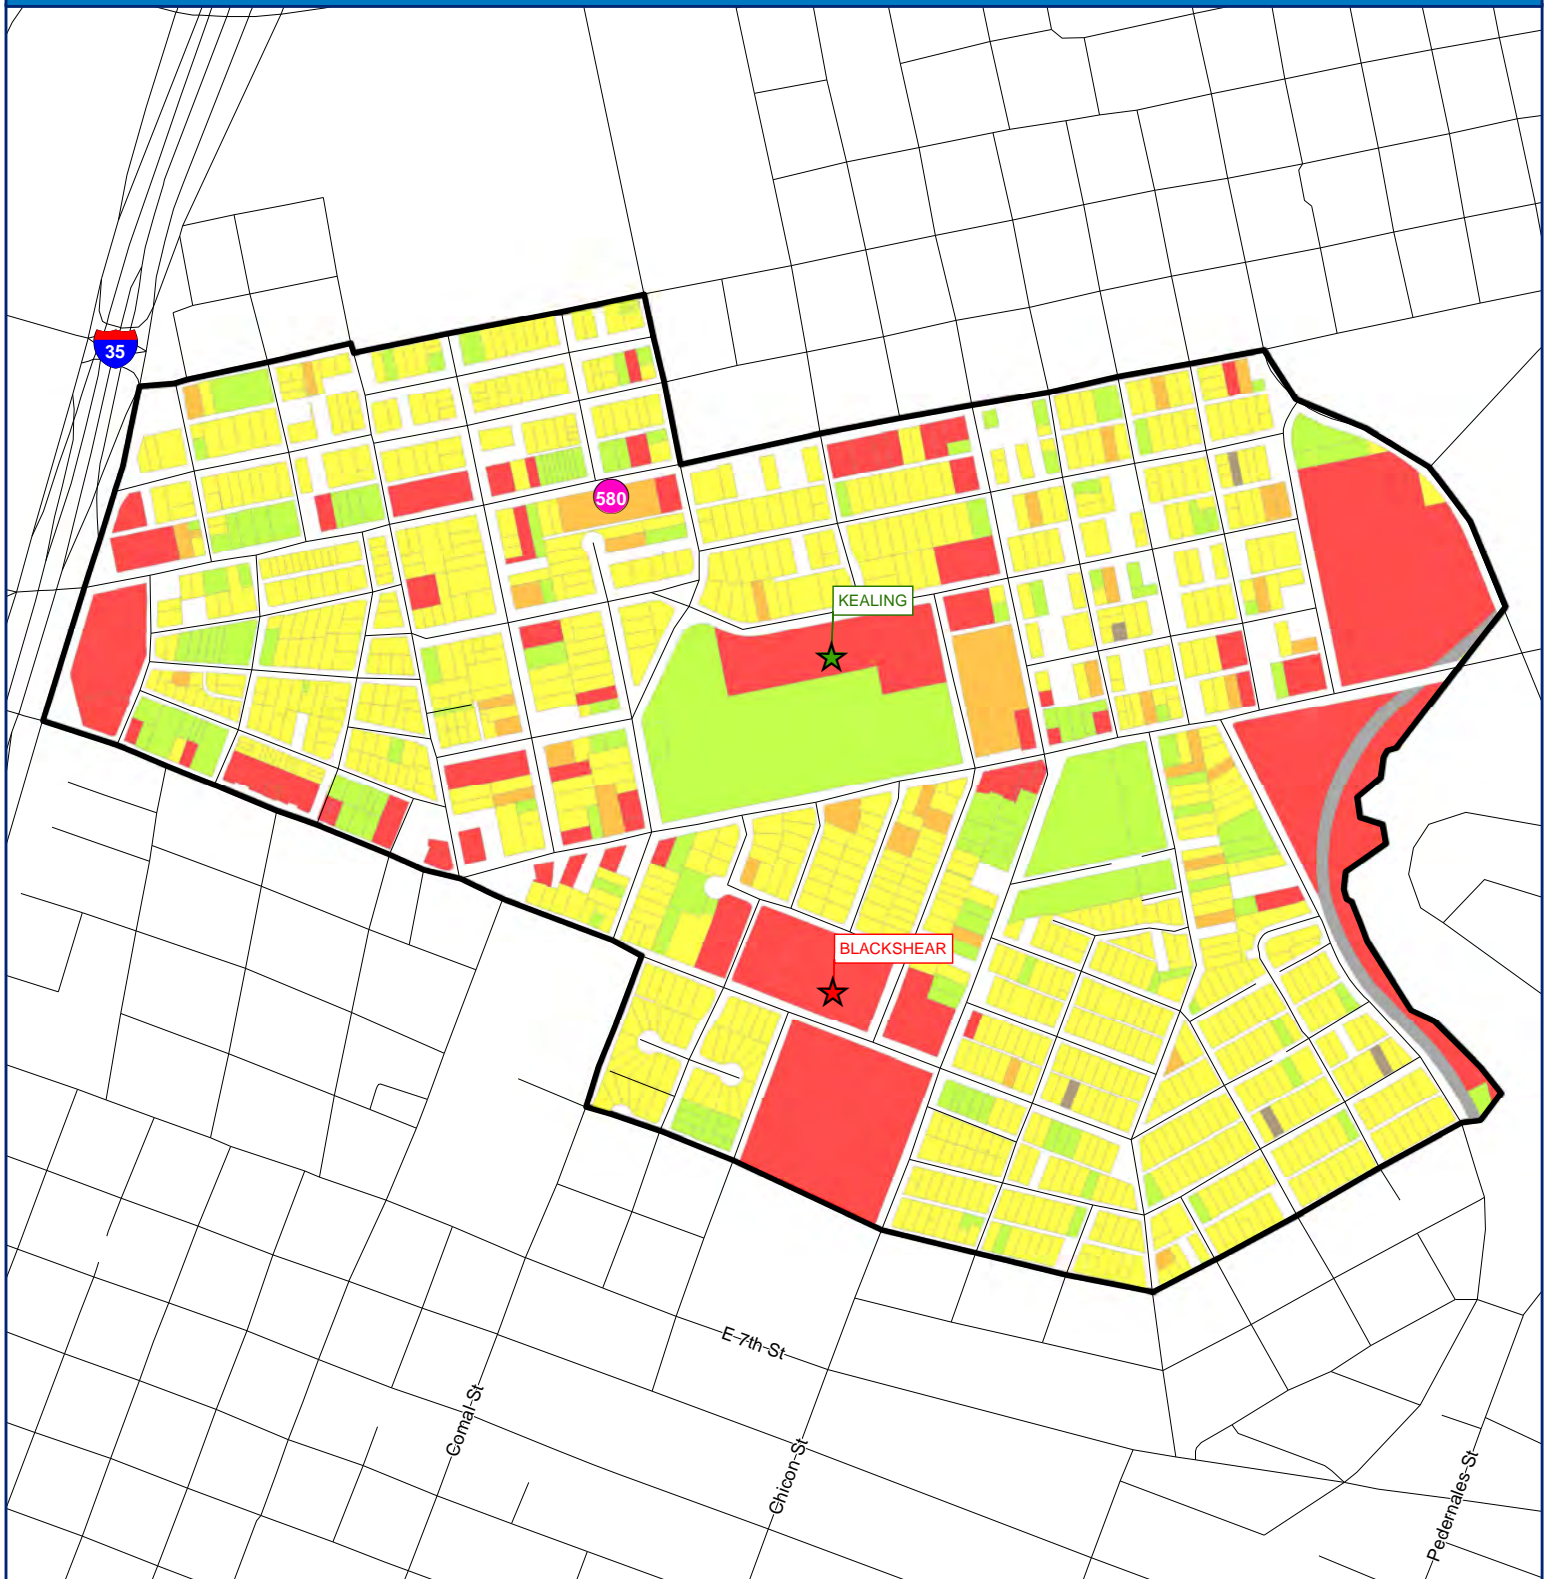 35
580
KEALING
BLACKSHEAR
E 7th St
Comal St
Chicon St
Pedernales St